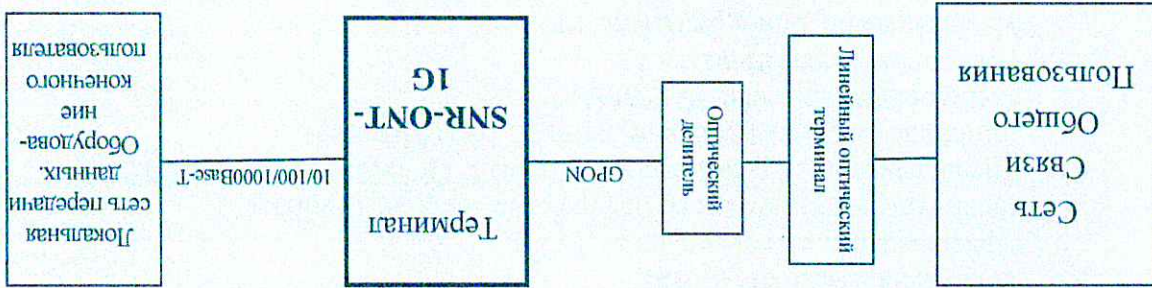 Сеть
Связи
Общего
Пользования
Линейный оптический
терминал
Оптический
делитель
GPON
Терминал
SNR-ONT-
1G
10/100/1000Base-T
Локальная
сеть передачи
данных.
Оборудова-
ние
конечного
пользователя